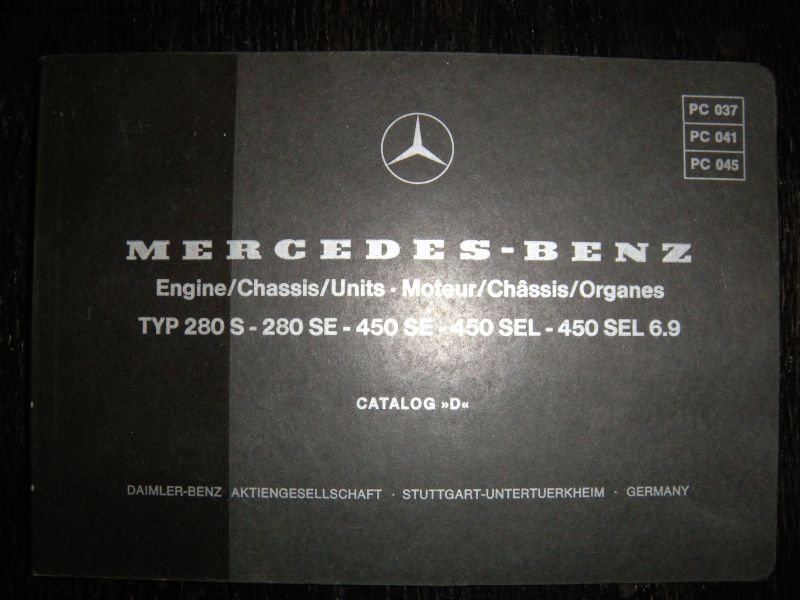 PC 037
PC 041
PC 045
MERCEDES-BENZ
Engine/Chassis/Units · Moteur/Châssis/Organes
TYP 280 S - 280 SE - 450 SE - 450 SEL - 450 SEL 6.9
CATALOG »D«
DAIMLER-BENZ AKTIENGESELLSCHAFT · STUTTGART-UNTERTUERKHEIM · GERMANY